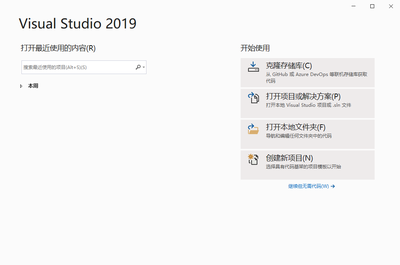 Visual Studio 2019
打开最近使用的内容(R)
搜索最近使用的项目(Alt+S)(S)
本周
开始使用
克隆存储库(C)
从 GitHub 或 Azure DevOps 等联机存储库获取
代码
打开项目或解决方案(P)
打开本地 Visual Studio 项目或 .sln 文件
打开本地文件夹(F)
导航和编辑任何文件夹中的代码
创建新项目(N)
选择具有代码基架的项目模板以开始
继续但无需代码(W) →